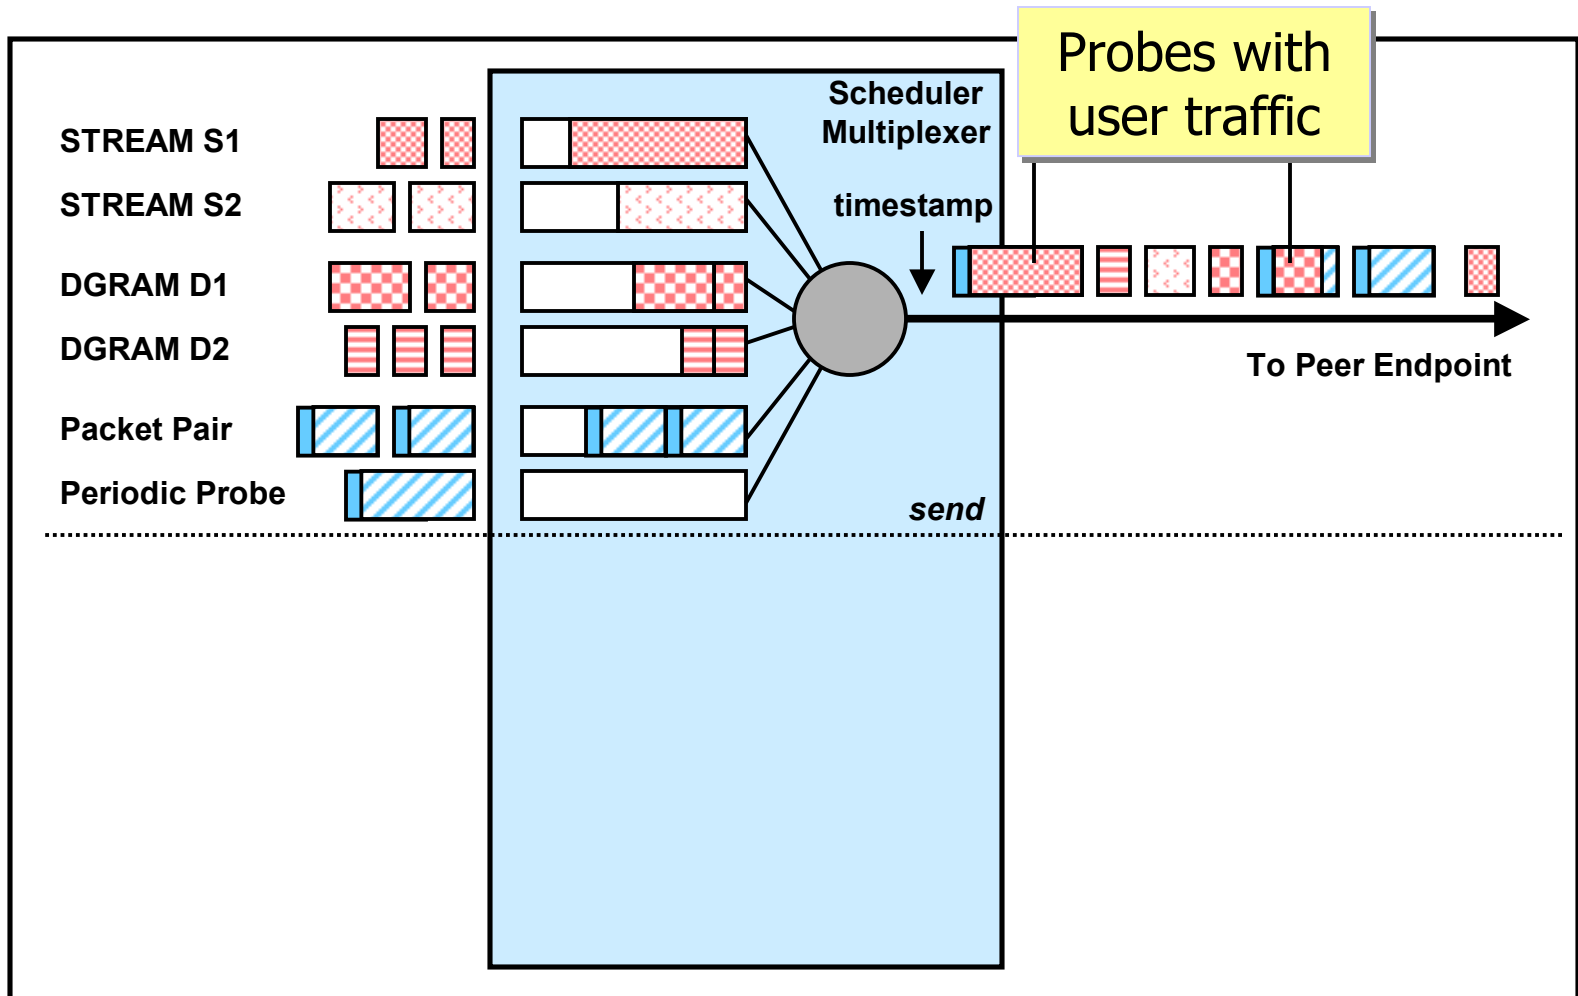 Probes with
user traffic
Scheduler
Multiplexer
STREAM S1
STREAM S2
timestamp
DGRAM D1
DGRAM D2
To Peer Endpoint
Packet Pair
Periodic Probe
send